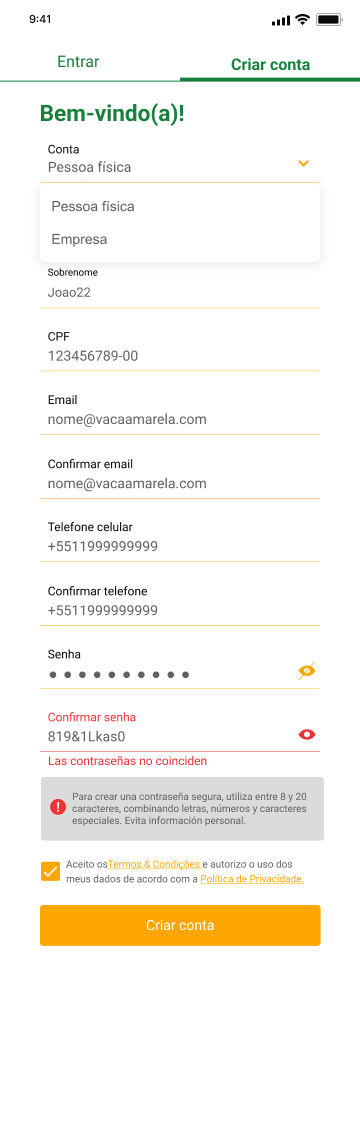 9:41
Entrar
Criar conta
Bem-vindo(a)!
Conta
Pessoa física
Pessoa física
Empresa
Sobrenome
Joao22
CPF
123456789-00
Email
nome@vacaamarela.com
Confirmar email
nome@vacaamarela.com
Telefone celular
+5511999999999
Confirmar telefone
+5511999999999
Senha
Confirmar senha
819&1Lkas0
Las contraseñas no coinciden
Para crear una contraseña segura, utiliza entre 8 y 20
caracteres, combinando letras, números y caracteres
especiales. Evita información personal.
Aceito osTermos & Condições e autorizo o uso dos
meus dados de acordo com a Política de Privacidade.
Criar conta